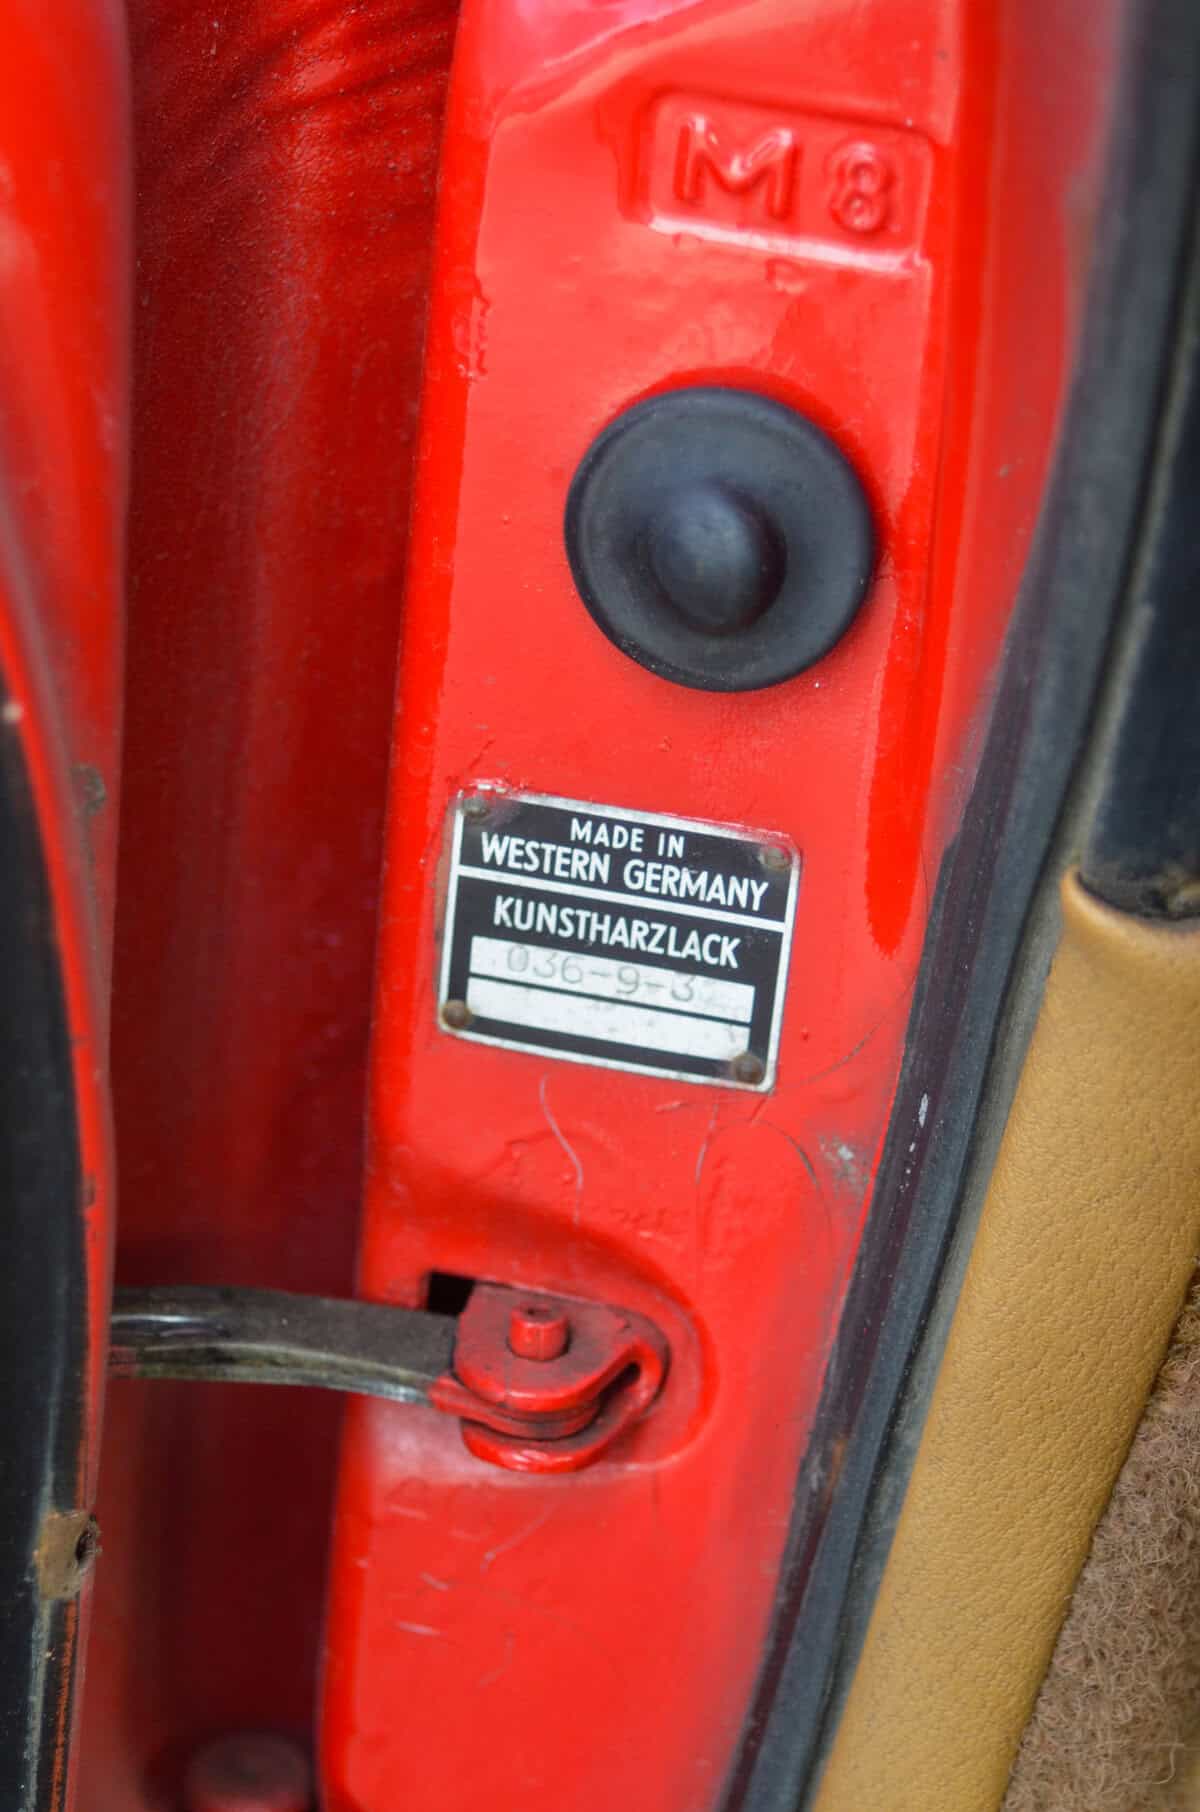 M8
MADE IN
WESTERN GERMANY
KUNSTHARZLACK